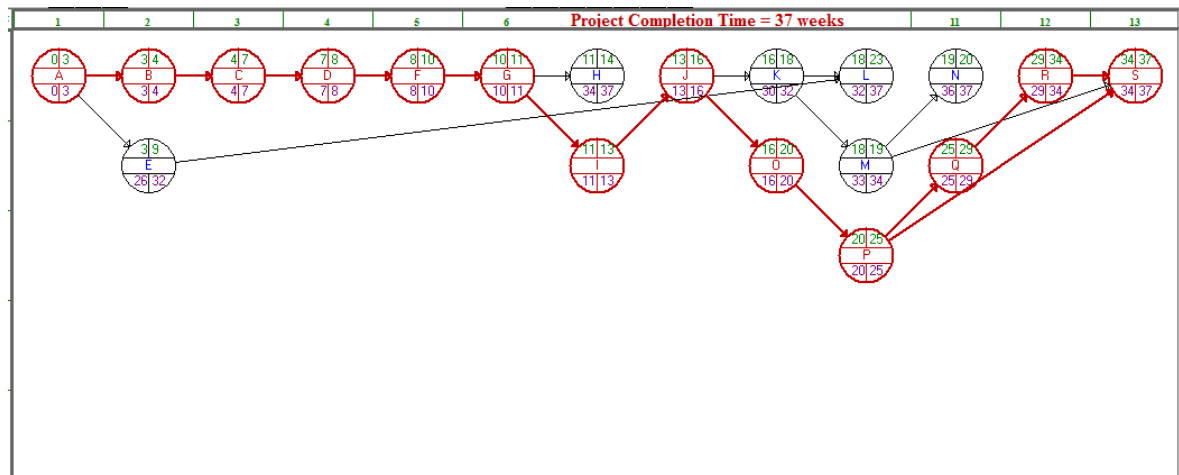 1 2 3 4 5 6 Project Completion Time = 37 weeks 11 12 13
0 3 3 4 4 7 7 8 8 10 10 11 11 14 13 16 16 18 18 23 19 20 29 34 34 37
A B C D F G H J K L N R S
0 3 3 4 4 7 7 8 8 10 10 11 34 37 13 16 30 32 32 37 36 37 29 34 34 37
3 9 11 13 16 20 18 19 25 29
E I O M Q
26 32 11 13 16 20 33 34 25 29
20 25
P
20 25